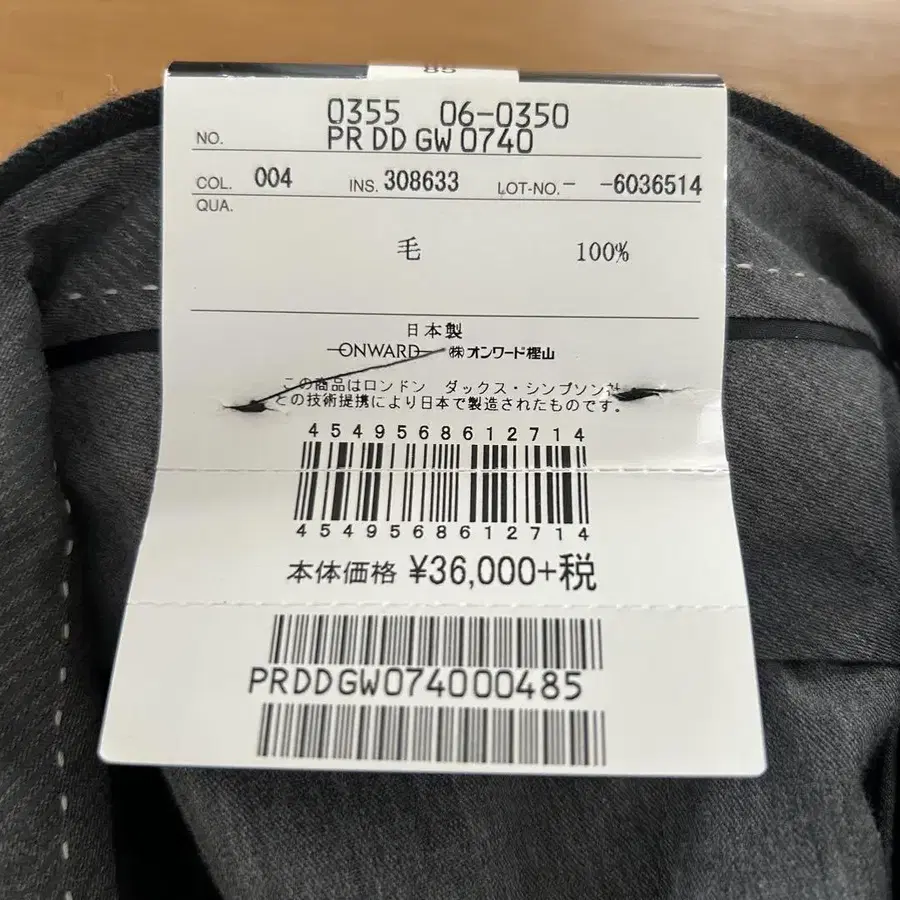 85
0355 06-0350
NO. PR DD GW 0740
COL. 004 INS. 308633 LOT-NO. - -6036514
QUA.
毛 100%
日本製
ONWARD ㈱オンワード樫山
この商品はロンドン ダックス・シンプソン社
との技術提携により日本で製造されたものです。
4549568612714
4549568612714
本体価格 ¥36,000+税
PRDDGW074000485